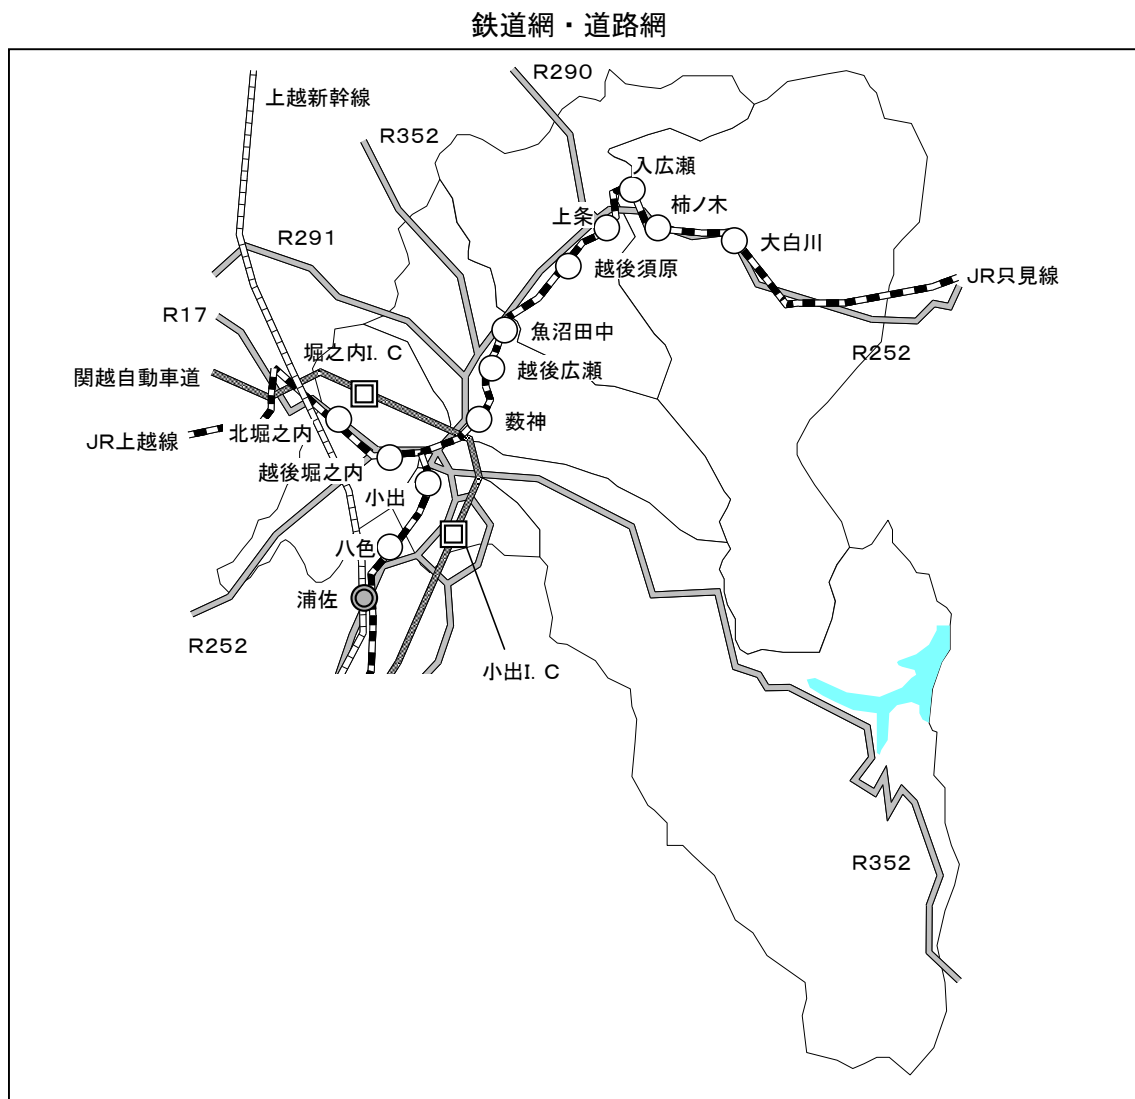 鉄道網・道路網
R290
上越新幹線
R352
入広瀬
柿ノ木
上条
R291
大白川
越後須原
JR只見線
R17
魚沼田中
堀之内I.C
R252
越後広瀬
関越自動車道
薮神
北堀之内
JR上越線
越後堀之内
小出
八色
浦佐
R252
小出I.C
R352